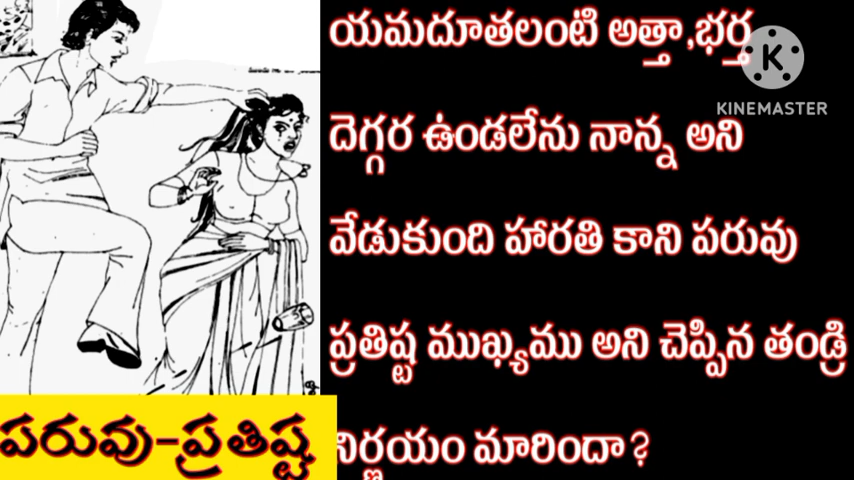 యమదూతలంటి అత్తా,భర్త
KINEMASTER
దెగ్గర ఉండలేను నాన్న అని
వేడుకుంది హారతి కాని పరువు
ప్రతిష్ట ముఖ్యము అని చెప్పిన తండ్రి
నిర్ణయం మారిందా?
పరువు-ప్రతిష్ట